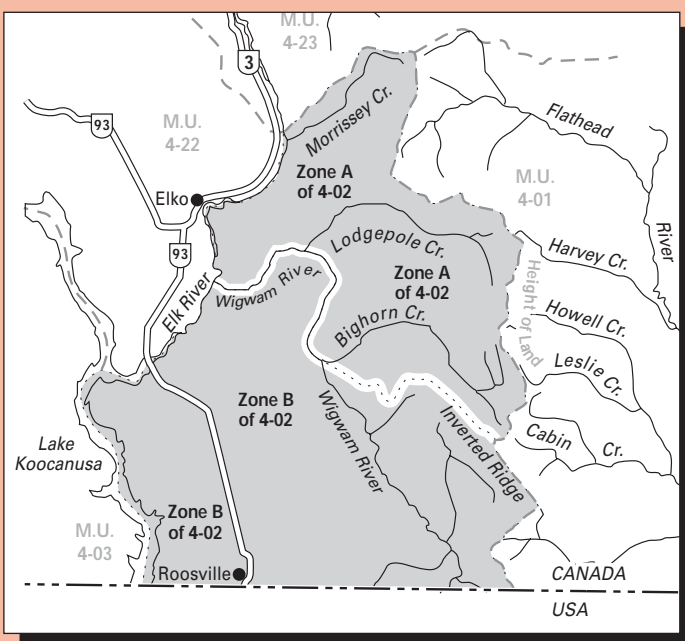 M.U.
4-23
3
Morrissey Cr.
Flathead
River
93
M.U.
4-22
Zone A
of 4-02
M.U.
4-01
Elko
Lodgepole Cr.
Harvey Cr.
93
Elk River
Wigwam River
Zone A
of 4-02
Height of Land
Howell Cr.
Bighorn Cr.
Leslie Cr.
Zone B
of 4-02
Wigwam River
Inverted Ridge
Cabin Cr.
Lake
Koocanusa
Zone B
of 4-02
M.U.
4-03
Roosville
CANADA
USA